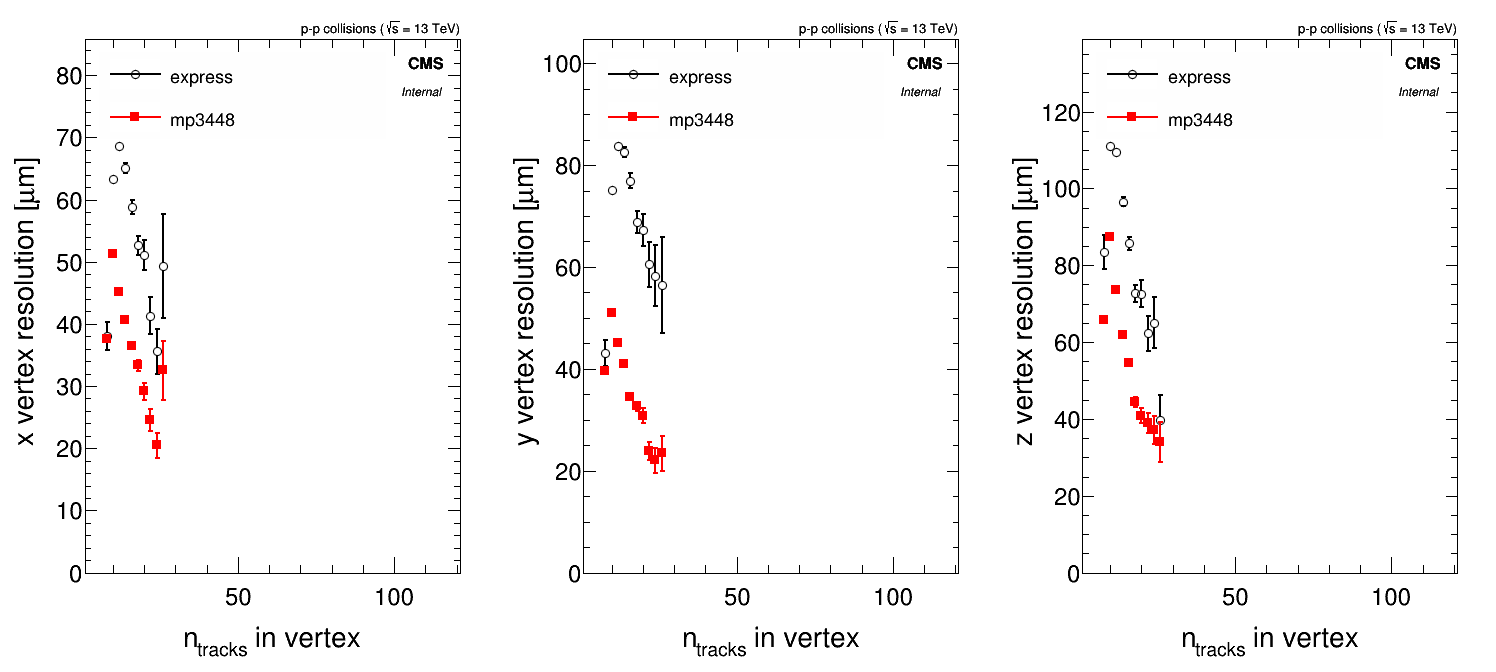 p-p collisions ( √s = 13 TeV)
CMS
Internal
express
mp3448
80
70
60
50
40
30
20
10
0
50
100
x vertex resolution [μm]
ntracks in vertex
p-p collisions ( √s = 13 TeV)
CMS
Internal
express
mp3448
100
80
60
40
20
0
50
100
y vertex resolution [μm]
ntracks in vertex
p-p collisions ( √s = 13 TeV)
CMS
Internal
express
mp3448
120
100
80
60
40
20
0
50
100
z vertex resolution [μm]
ntracks in vertex